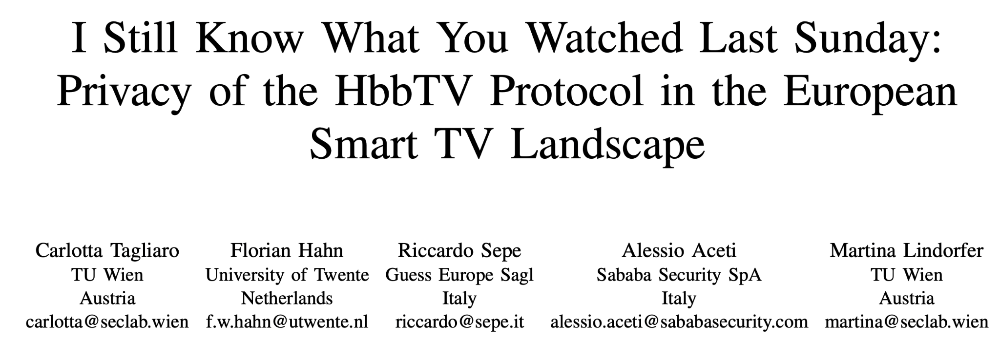 I Still Know What You Watched Last Sunday:
Privacy of the HbbTV Protocol in the European
Smart TV Landscape
Carlotta Tagliaro
TU Wien
Austria
carlotta@seclab.wien
Florian Hahn
University of Twente
Netherlands
f.w.hahn@utwente.nl
Riccardo Sepe
Guess Europe Sagl
Italy
riccardo@sepe.it
Alessio Aceti
Sababa Security SpA
Italy
alessio.aceti@sababasecurity.com
Martina Lindorfer
TU Wien
Austria
martina@seclab.wien